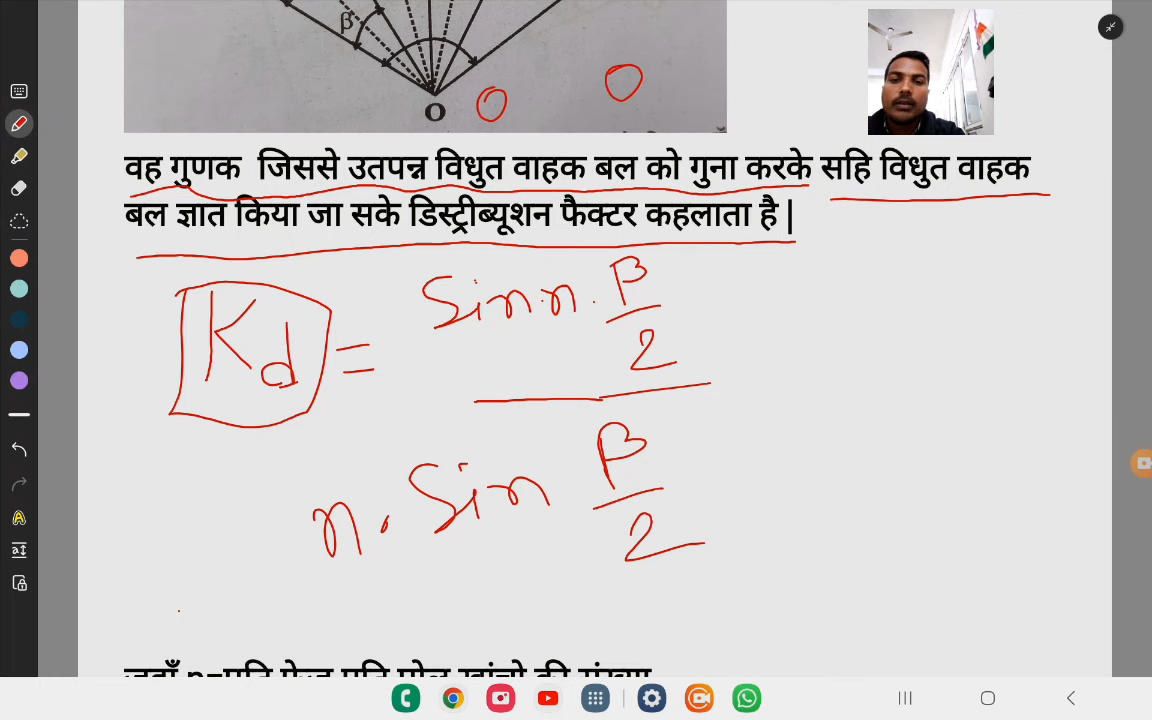 β
O
वह गुणक जिससे उतपन्न विधुत वाहक बल को गुना करके सहि विधुत वाहक
बल ज्ञात किया जा सके डिस्ट्रीब्यूशन फैक्टर कहलाता है |
Kd = Sin n . β/2
n . Sin β/2